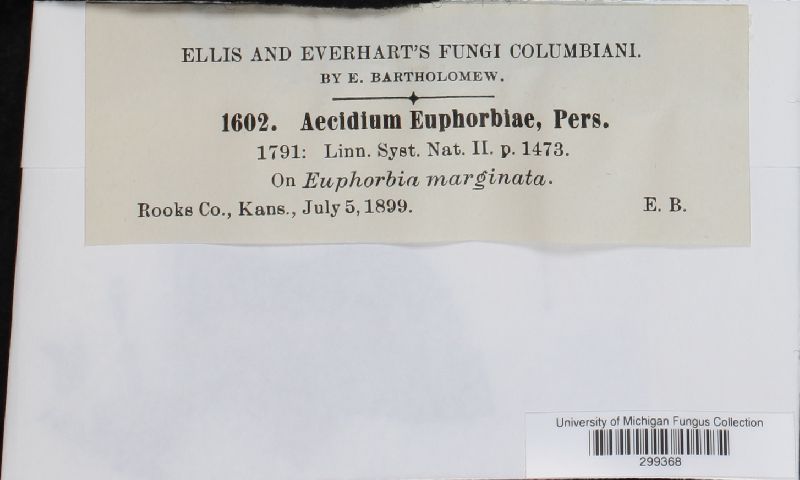 ELLIS AND EVERHART'S FUNGI COLUMBIANI.
BY E. BARTHOLOMEW.
1602. Aecidium Euphorbiae, Pers.
1791: Linn. Syst. Nat. II. p. 1473.
On Euphorbia marginata.
Rooks Co., Kans., July 5, 1899. E. B.
University of Michigan Fungus Collection
299368